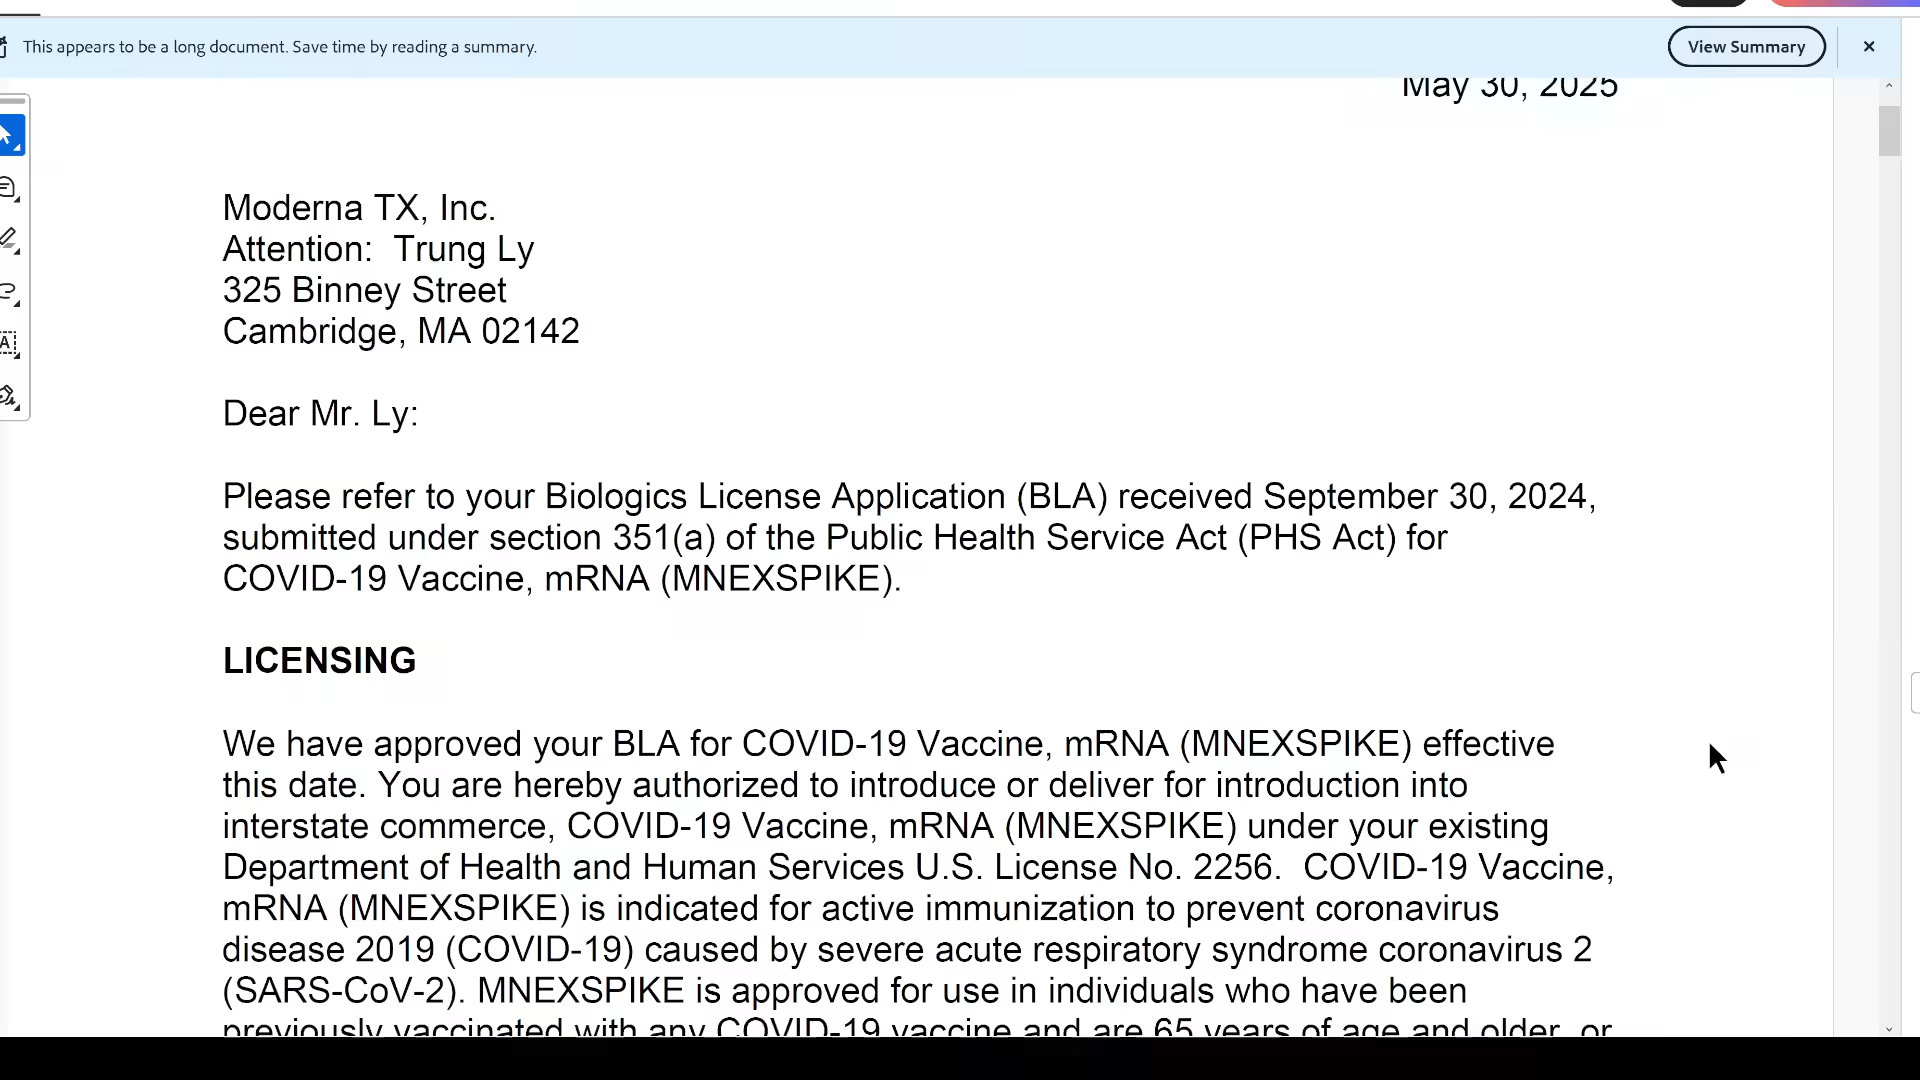 This appears to be a long document. Save time by reading a summary.
View Summary
May 30, 2025
Moderna TX, Inc.
Attention:  Trung Ly
325 Binney Street
Cambridge, MA 02142
Dear Mr. Ly:
Please refer to your Biologics License Application (BLA) received September 30, 2024,
submitted under section 351(a) of the Public Health Service Act (PHS Act) for
COVID-19 Vaccine, mRNA (MNEXSPIKE).
LICENSING
We have approved your BLA for COVID-19 Vaccine, mRNA (MNEXSPIKE) effective
this date. You are hereby authorized to introduce or deliver for introduction into
interstate commerce, COVID-19 Vaccine, mRNA (MNEXSPIKE) under your existing
Department of Health and Human Services U.S. License No. 2256.  COVID-19 Vaccine,
mRNA (MNEXSPIKE) is indicated for active immunization to prevent coronavirus
disease 2019 (COVID-19) caused by severe acute respiratory syndrome coronavirus 2
(SARS-CoV-2). MNEXSPIKE is approved for use in individuals who have been
previously vaccinated with any COVID-19 vaccine and are 65 years of age and older, or